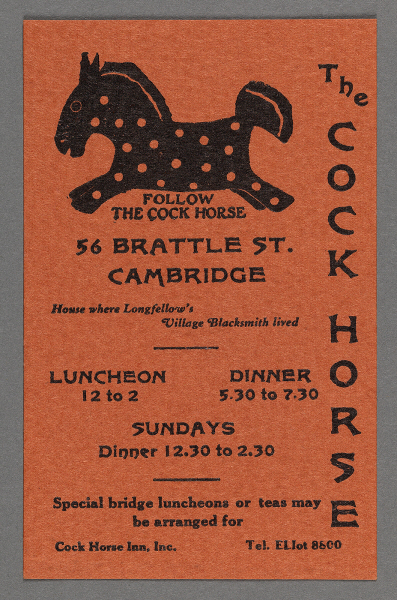 The
COCK
HORSE
FOLLOW
THE COCK HORSE
56 BRATTLE ST.
CAMBRIDGE
House where Longfellow's
Village Blacksmith lived
LUNCHEON
12 to 2
DINNER
5.30 to 7.30
SUNDAYS
Dinner 12.30 to 2.30
Special bridge luncheons or teas may
be arranged for
Cock Horse Inn, Inc.
Tel. ELIot 8500